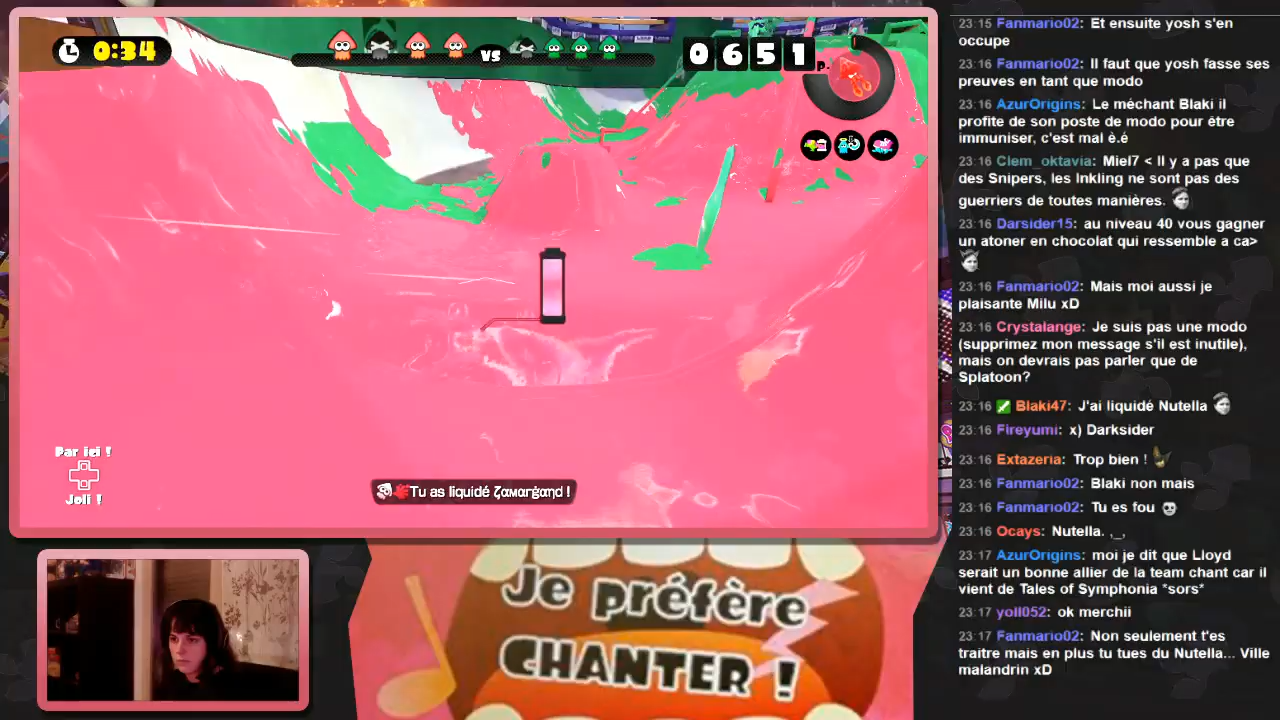 0:34
vs
0651p.
Par ici !
Joli !
Tu as liquidé ζαмαrġαηd !
Je préfère
CHANTER !
23:15 Fanmario02: Et ensuite yosh s'en
occupe
23:16 Fanmario02: Il faut que yosh fasse ses
preuves en tant que modo
23:16 AzurOrigins: Le méchant Blaki il
profite de son poste de modo pour être
immuniser, c'est mal è.é
23:16 Clem_oktavia: Miel7 < Il y a pas que
des Snipers, les Inkling ne sont pas des
guerriers de toutes manières.
23:16 Darsider15: au niveau 40 vous gagner
un atoner en chocolat qui ressemble a ca>
23:16 Fanmario02: Mais moi aussi je
plaisante Milu xD
23:16 Crystalange: Je suis pas une modo
(supprimez mon message s'il est inutile),
mais on devrais pas parler que de
Splatoon?
23:16 Blaki47: J'ai liquidé Nutella
23:16 Fireyumi: x) Darksider
23:16 Extazeria: Trop bien !
23:16 Fanmario02: Blaki non mais
23:16 Fanmario02: Tu es fou
23:16 Ocays: Nutella. ,_,
23:17 AzurOrigins: moi je dit que Lloyd
serait un bonne allier de la team chant car il
vient de Tales of Symphonia *sors*
23:17 yoll052: ok merchii
23:17 Fanmario02: Non seulement t'es
traitre mais en plus tu tues du Nutella... Ville
malandrin xD